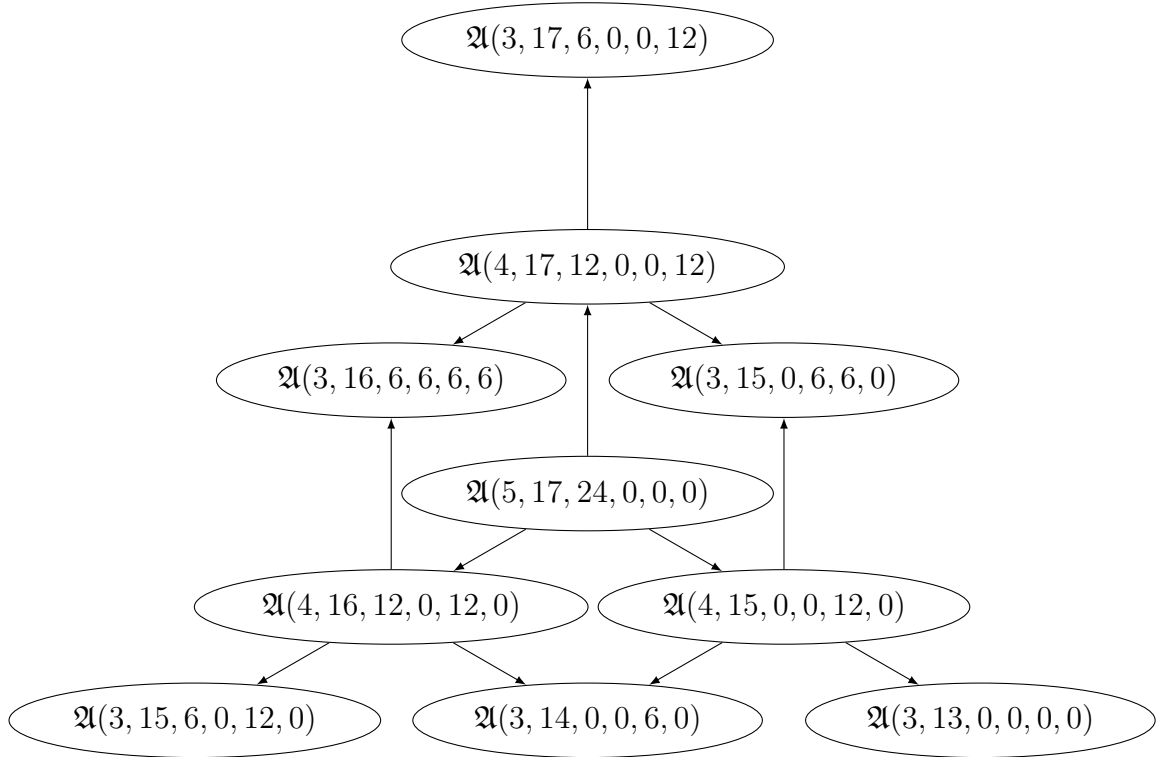 𝔄(3, 17, 6, 0, 0, 12)
𝔄(4, 17, 12, 0, 0, 12)
𝔄(3, 16, 6, 6, 6, 6)
𝔄(3, 15, 0, 6, 6, 0)
𝔄(5, 17, 24, 0, 0, 0)
𝔄(4, 16, 12, 0, 12, 0)
𝔄(4, 15, 0, 0, 12, 0)
𝔄(3, 15, 6, 0, 12, 0)
𝔄(3, 14, 0, 0, 6, 0)
𝔄(3, 13, 0, 0, 0, 0)